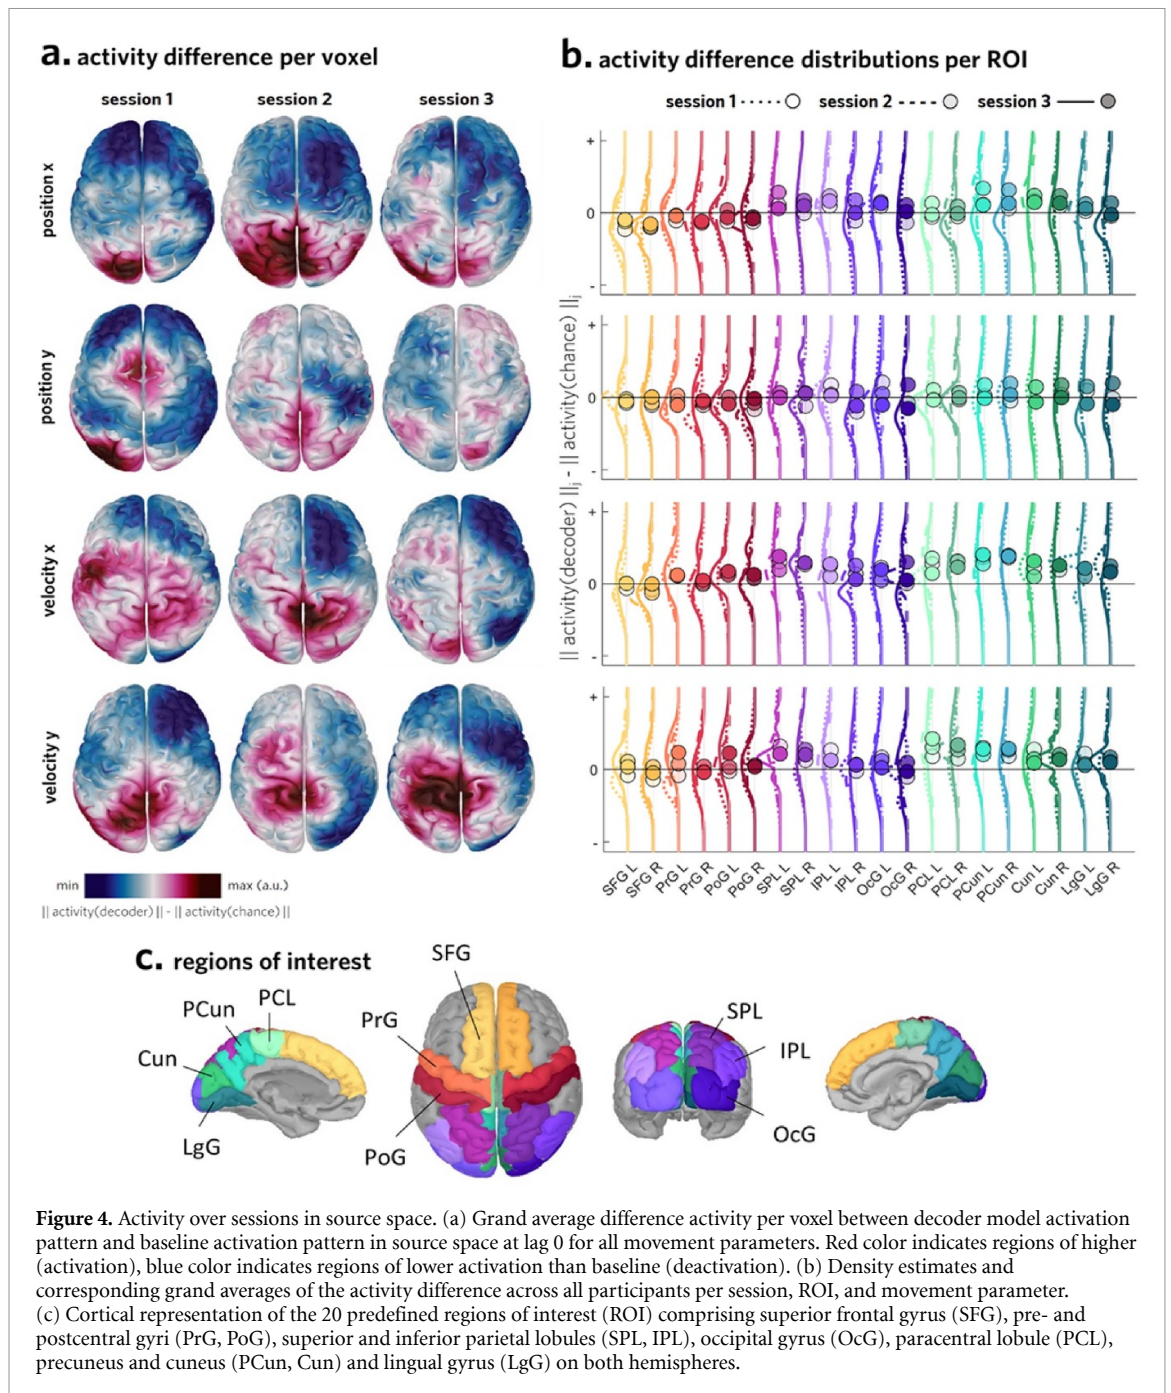 a. activity difference per voxel
session 1
session 2
session 3
position x
position y
velocity x
velocity y
min
max (a.u.)
|| activity(decoder) || - || activity(chance) ||
b. activity difference distributions per ROI
session 1
session 2
session 3
|| activity(decoder) ||j - || activity(chance) ||j
+
0
-
+
0
-
+
0
-
+
0
-
SFG L
SFG R
PrG L
PrG R
PoG L
PoG R
SPL L
SPL R
IPL L
IPL R
OcG L
OcG R
PCL L
PCL R
PCun L
PCun R
Cun L
Cun R
LgG L
LgG R
c. regions of interest
SFG
PCun
PCL
PrG
SPL
Cun
IPL
LgG
PoG
OcG
Figure 4. Activity over sessions in source space. (a) Grand average difference activity per voxel between decoder model activation
pattern and baseline activation pattern in source space at lag 0 for all movement parameters. Red color indicates regions of higher
(activation), blue color indicates regions of lower activation than baseline (deactivation). (b) Density estimates and
corresponding grand averages of the activity difference across all participants per session, ROI, and movement parameter.
(c) Cortical representation of the 20 predefined regions of interest (ROI) comprising superior frontal gyrus (SFG), pre- and
postcentral gyri (PrG, PoG), superior and inferior parietal lobules (SPL, IPL), occipital gyrus (OcG), paracentral lobule (PCL),
precuneus and cuneus (PCun, Cun) and lingual gyrus (LgG) on both hemispheres.